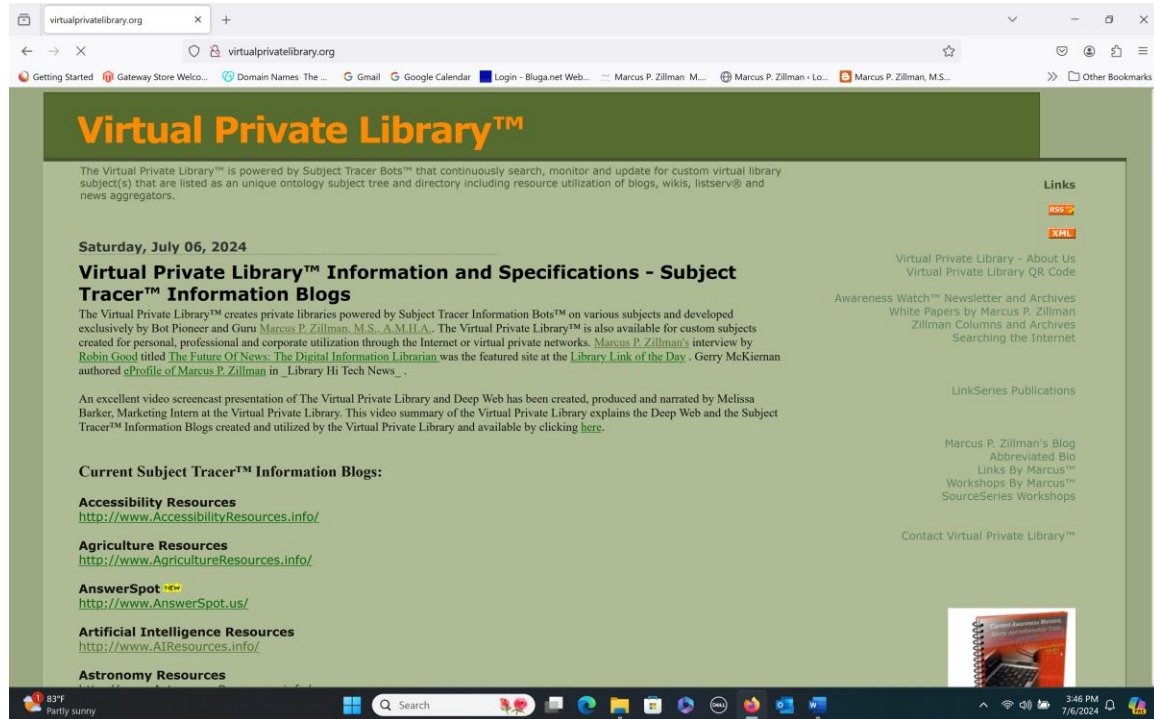 virtualprivatelibrary.org
virtualprivatelibrary.org
Getting Started Gateway Store Welco... Domain Names The ... Gmail Google Calendar Login - Bluga.net Web... Marcus P. Zillman M.... Marcus P. Zillman ‹ Lo... Marcus P. Zillman, M.S... Other Bookmarks
Virtual Private Library™
The Virtual Private Library™ is powered by Subject Tracer Bots™ that continuously search, monitor and update for custom virtual library
subject(s) that are listed as an unique ontology subject tree and directory including resource utilization of blogs, wikis, listserv® and
news aggregators.
Saturday, July 06, 2024
Virtual Private Library™ Information and Specifications - Subject
Tracer™ Information Blogs
The Virtual Private Library™ creates private libraries powered by Subject Tracer Information Bots™ on various subjects and developed
exclusively by Bot Pioneer and Guru Marcus P. Zillman, M.S., A.M.H.A.. The Virtual Private Library™ is also available for custom subjects
created for personal, professional and corporate utilization through the Internet or virtual private networks. Marcus P. Zillman's interview by
Robin Good titled The Future Of News: The Digital Information Librarian was the featured site at the Library Link of the Day . Gerry McKiernan
authored eProfile of Marcus P. Zillman in _Library Hi Tech News_ .
An excellent video screencast presentation of The Virtual Private Library and Deep Web has been created, produced and narrated by Melissa
Barker, Marketing Intern at the Virtual Private Library. This video summary of the Virtual Private Library explains the Deep Web and the Subject
Tracer™ Information Blogs created and utilized by the Virtual Private Library and available by clicking here.
Current Subject Tracer™ Information Blogs:
Accessibility Resources
http://www.AccessibilityResources.info/
Agriculture Resources
http://www.AgricultureResources.info/
AnswerSpot NEW
http://www.AnswerSpot.us/
Artificial Intelligence Resources
http://www.AIResources.info/
Astronomy Resources
Links
RSS
XML
Virtual Private Library - About Us
Virtual Private Library QR Code
Awareness Watch™ Newsletter and Archives
White Papers by Marcus P. Zillman
Zillman Columns and Archives
Searching the Internet
LinkSeries Publications
Marcus P. Zillman's Blog
Abbreviated Bio
Links By Marcus™
Workshops By Marcus™
SourceSeries Workshops
Contact Virtual Private Library™
1
83°F
Partly sunny
Search
DELL
3:46 PM
7/6/2024